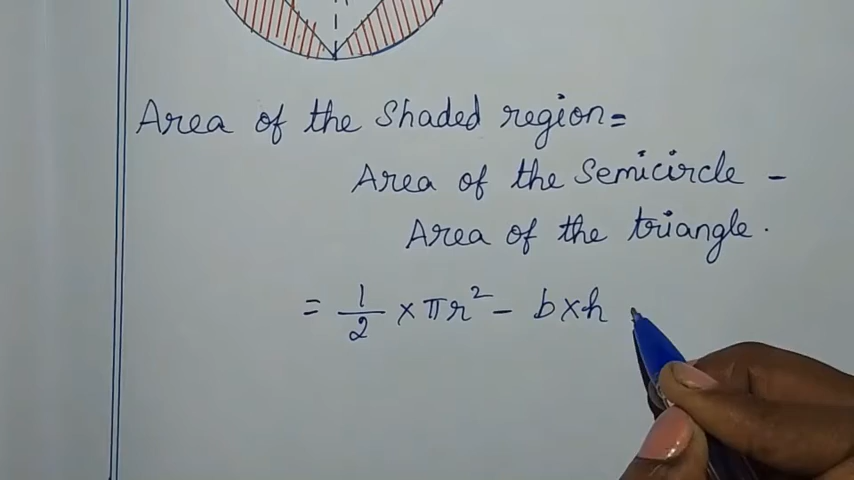 Area of the Shaded region=
Area of the Semicircle -
Area of the triangle.
= 1/2 × πr² - b×h